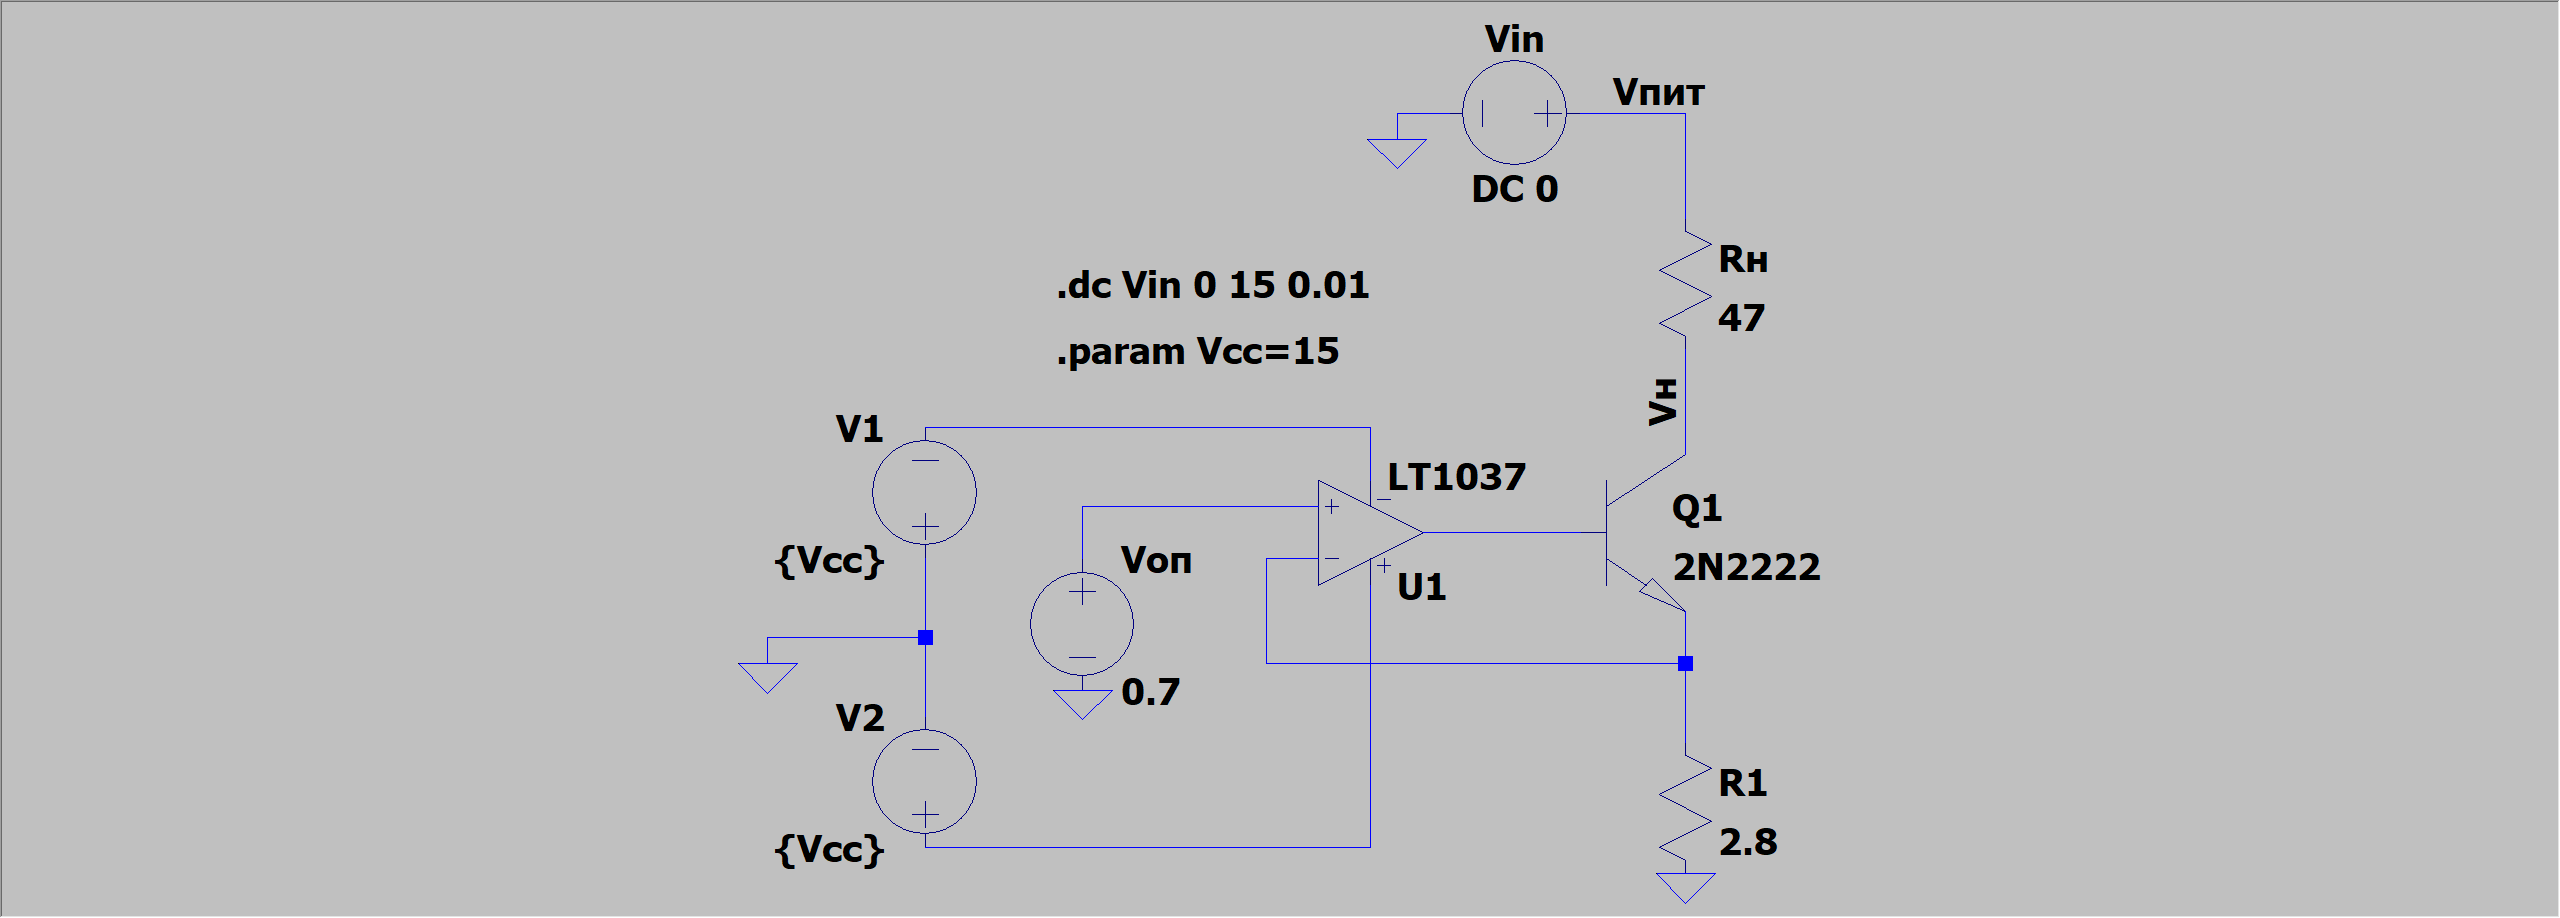 Vin
Vпит
DC 0
.dc Vin 0 15 0.01
.param Vcc=15
Rн
47
Vн
V1
{Vcc}
LT1037
U1
Q1
2N2222
Vоп
0.7
V2
{Vcc}
R1
2.8